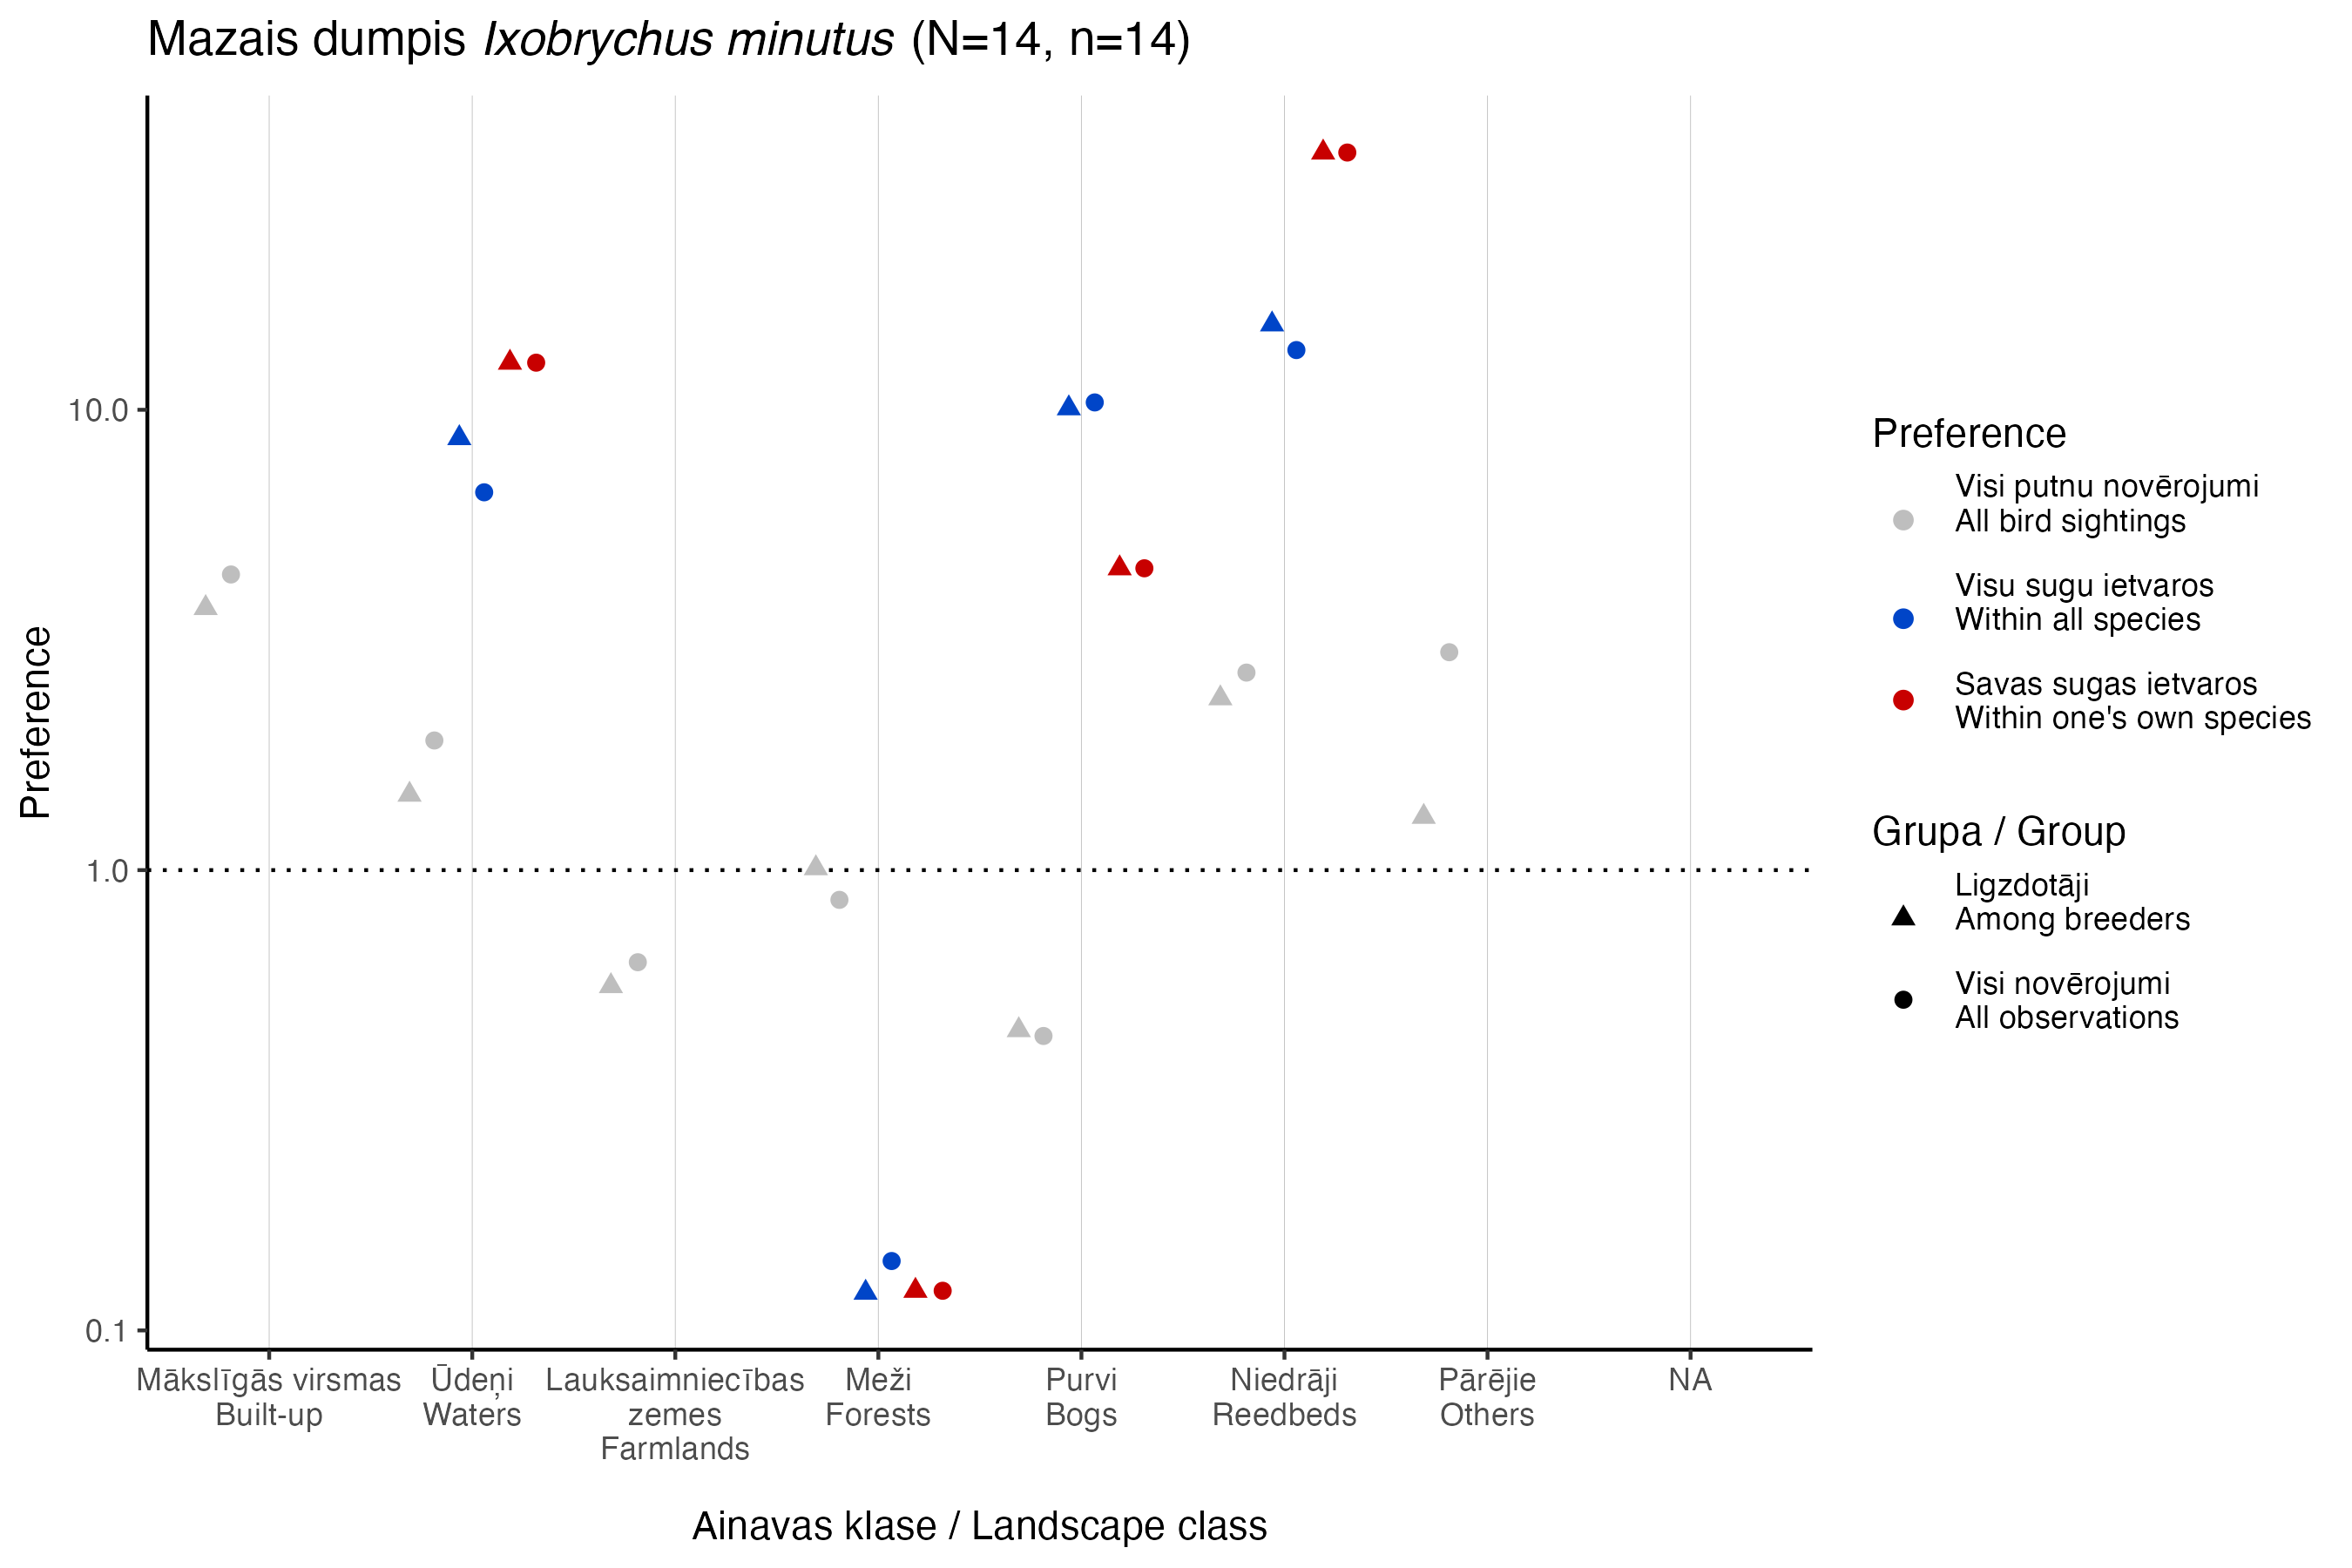 Mazais dumpis Ixobrychus minutus (N=14, n=14)
Preference
10.0
1.0
0.1
Mākslīgās virsmas
Built-up
Ūdeņi
Waters
Lauksaimniecības
zemes
Farmlands
Meži
Forests
Purvi
Bogs
Niedrāji
Reedbeds
Pārējie
Others
NA
Ainavas klase / Landscape class
Preference
Visi putnu novērojumi
All bird sightings
Visu sugu ietvaros
Within all species
Savas sugas ietvaros
Within one's own species
Grupa / Group
Ligzdotāji
Among breeders
Visi novērojumi
All observations